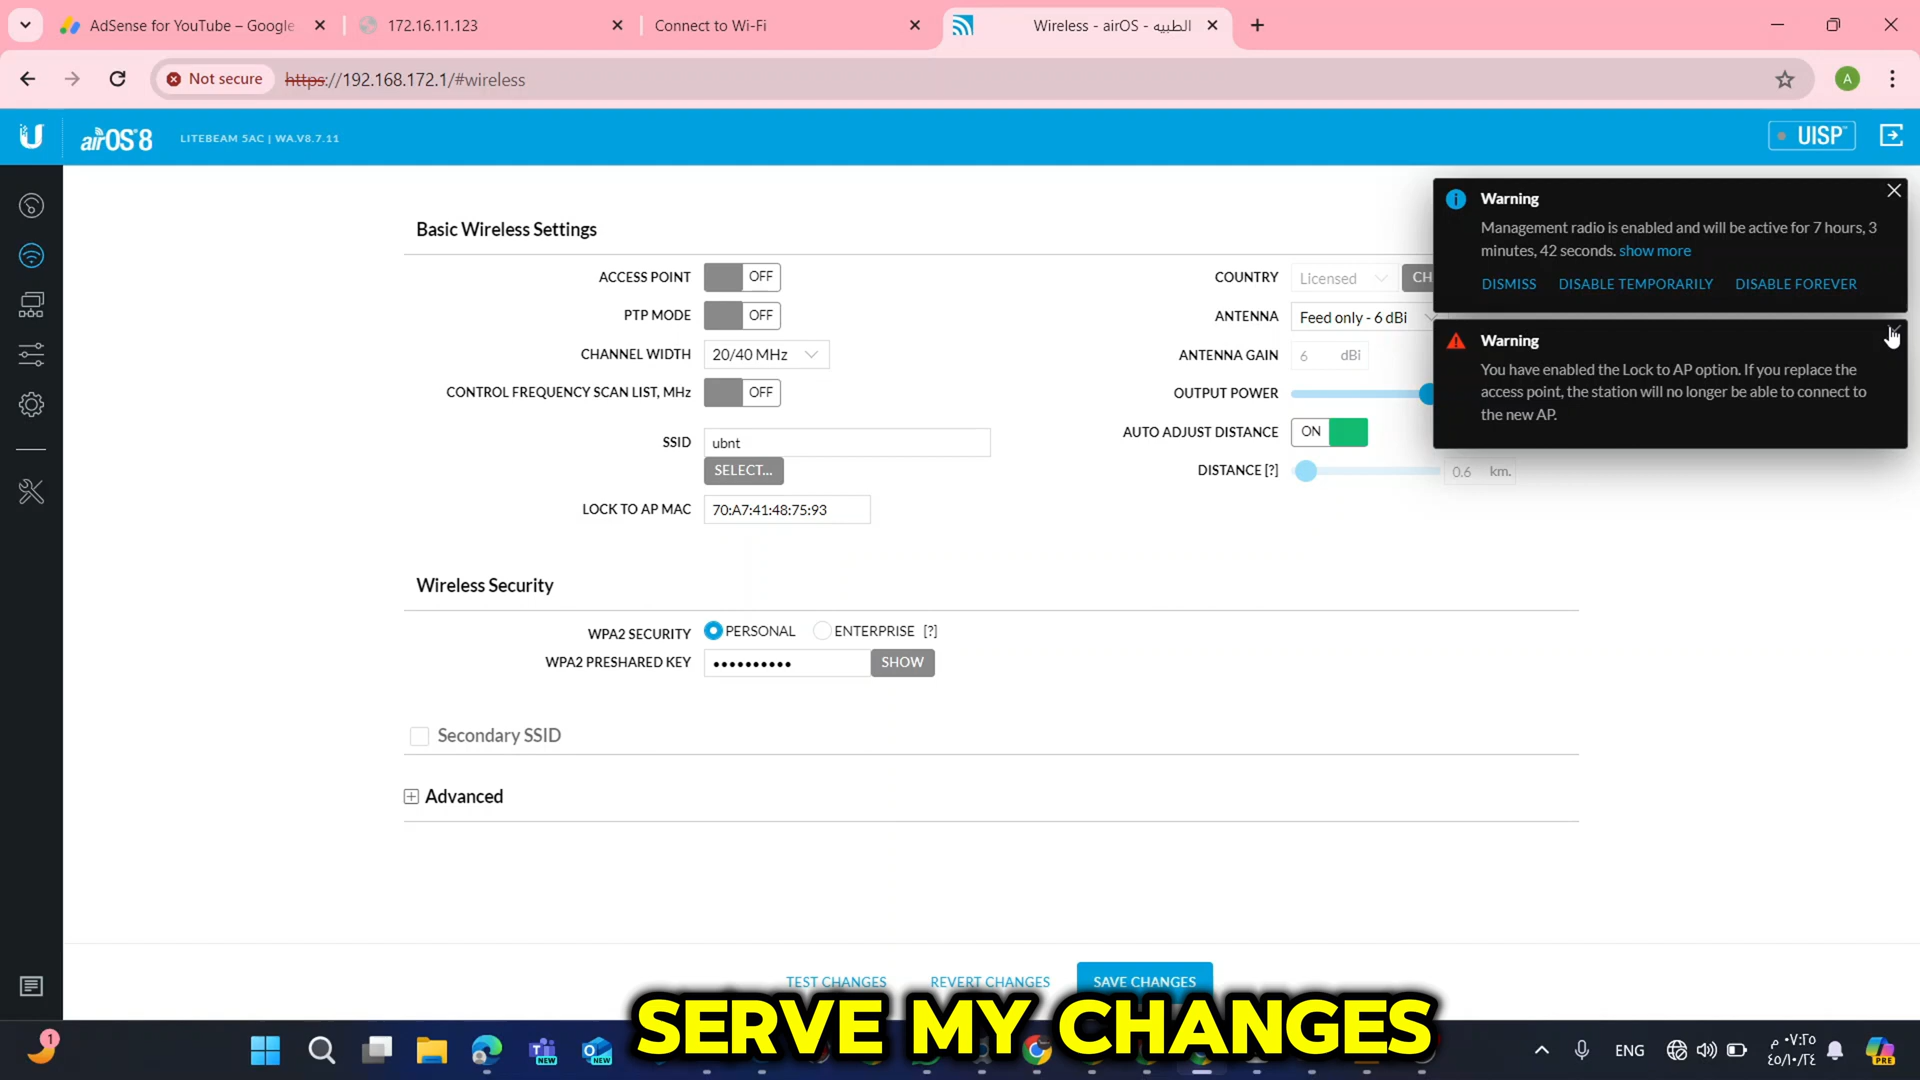 AdSense for YouTube – Google
172.16.11.123
Connect to Wi-Fi
Wireless - airOS - الطيبه
Not secure
https://192.168.172.1/#wireless
A
airOS 8
LITEBEAM 5AC | WA.V8.7.11
UISP
Basic Wireless Settings
ACCESS POINT OFF
PTP MODE OFF
CHANNEL WIDTH 20/40 MHz
CONTROL FREQUENCY SCAN LIST, MHz OFF
SSID ubnt
SELECT...
LOCK TO AP MAC 70:A7:41:48:75:93
COUNTRY Licensed CH
ANTENNA Feed only - 6 dBi
ANTENNA GAIN 6 dBi
OUTPUT POWER
AUTO ADJUST DISTANCE ON
DISTANCE [?] 0.6 km.
Warning
Management radio is enabled and will be active for 7 hours, 3
minutes, 42 seconds. show more
DISMISS DISABLE TEMPORARILY DISABLE FOREVER
Warning
You have enabled the Lock to AP option. If you replace the
access point, the station will no longer be able to connect to
the new AP.
Wireless Security
WPA2 SECURITY PERSONAL ENTERPRISE [?]
WPA2 PRESHARED KEY •••••••••• SHOW
Secondary SSID
Advanced
TEST CHANGES REVERT CHANGES SAVE CHANGES
SERVE MY CHANGES
1
ENG
٠٧:٢٥ م
٤٥/١٠/٢٤
PRE